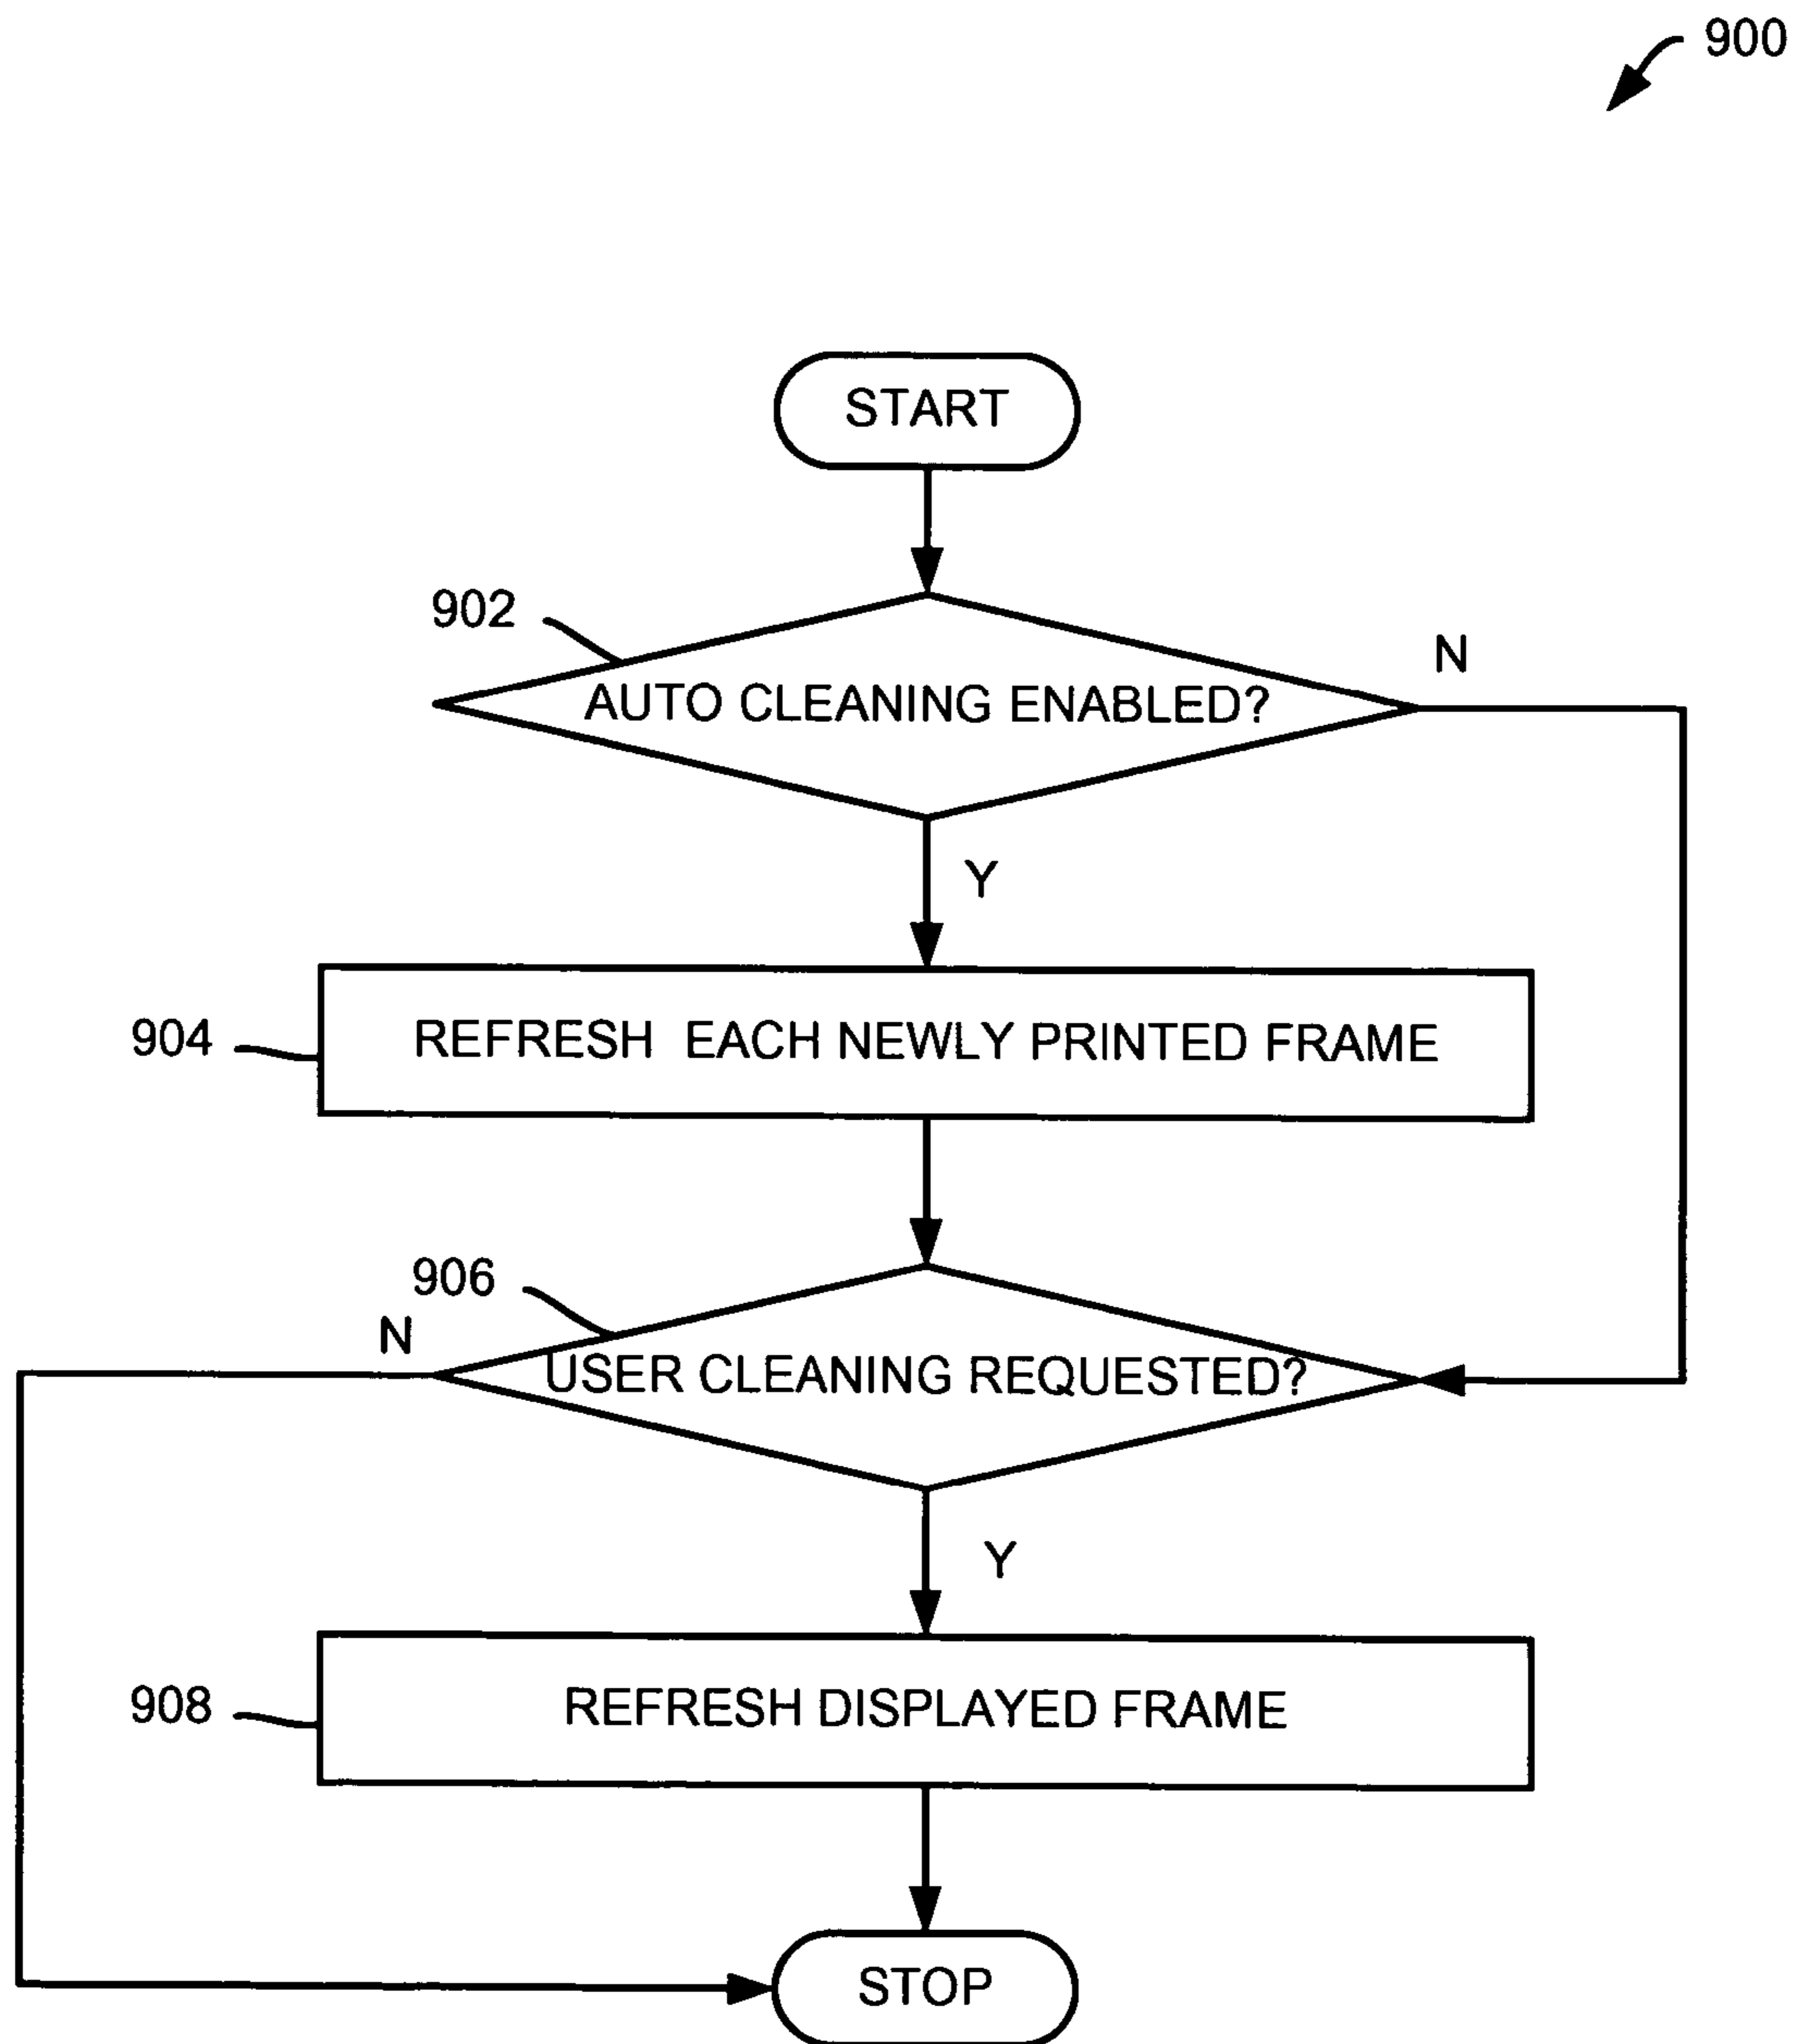 900
START
902
N
AUTO CLEANING ENABLED?
Y
904
REFRESH EACH NEWLY PRINTED FRAME
906
N
USER CLEANING REQUESTED?
Y
908
REFRESH DISPLAYED FRAME
STOP